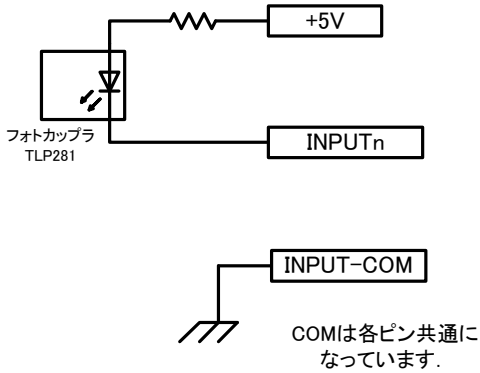 +5V
フォトカップラ
TLP281
INPUTn
INPUT-COM
COMは各ピン共通に
なっています.